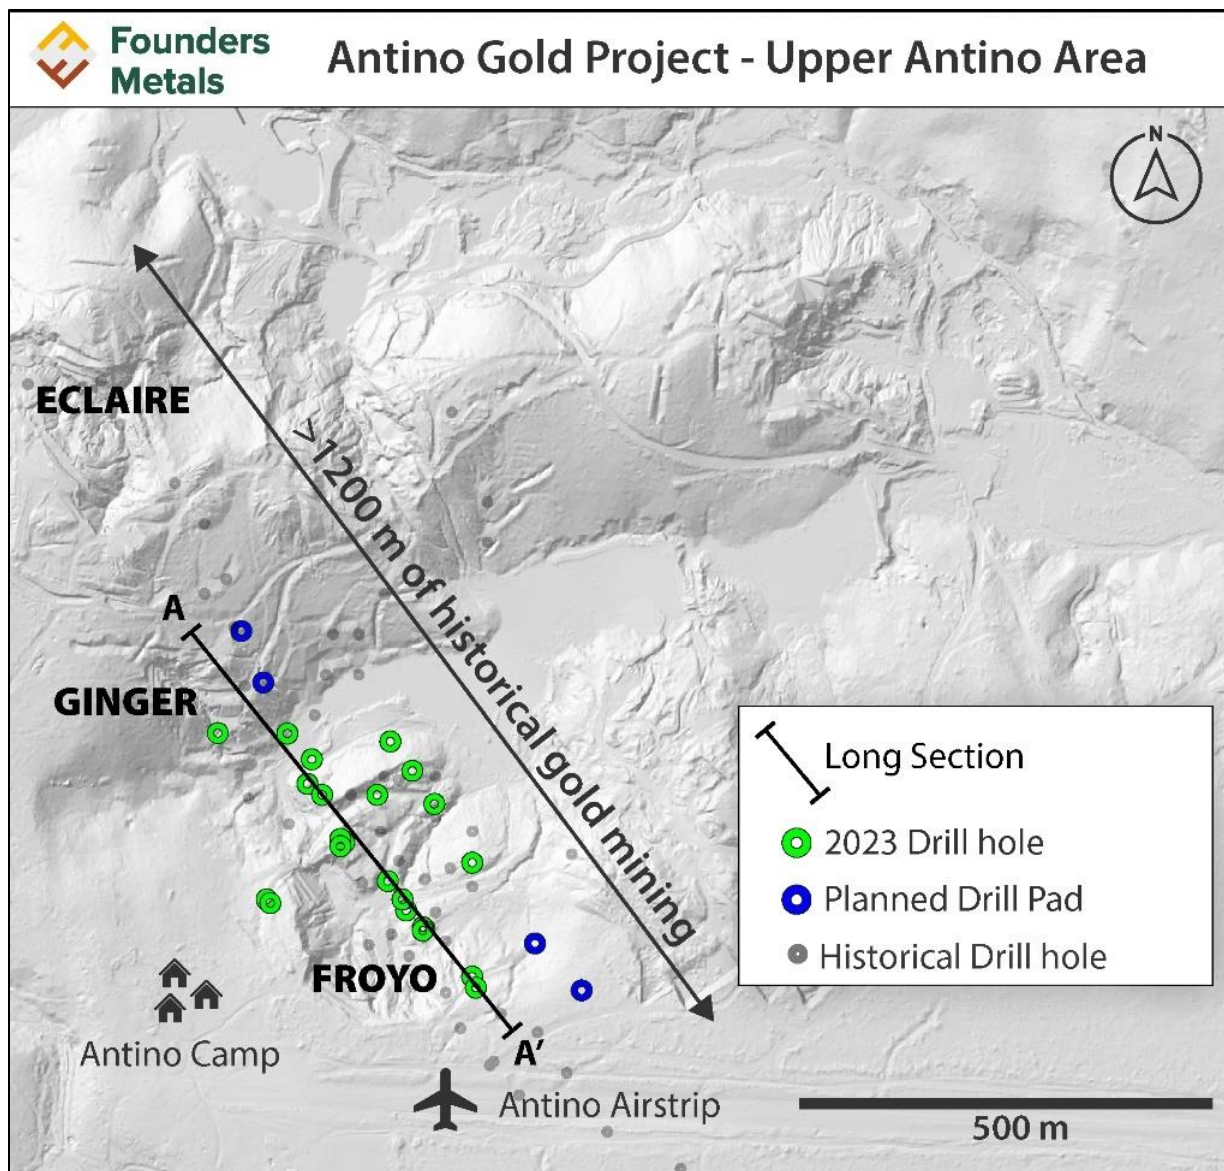 Founders
Metals
Antino Gold Project - Upper Antino Area
N
ECLAIRE
>1200 m of historical gold mining
A
GINGER
Long Section
2023 Drill hole
Planned Drill Pad
Historical Drill hole
FROYO
A'
Antino Camp
Antino Airstrip
500 m